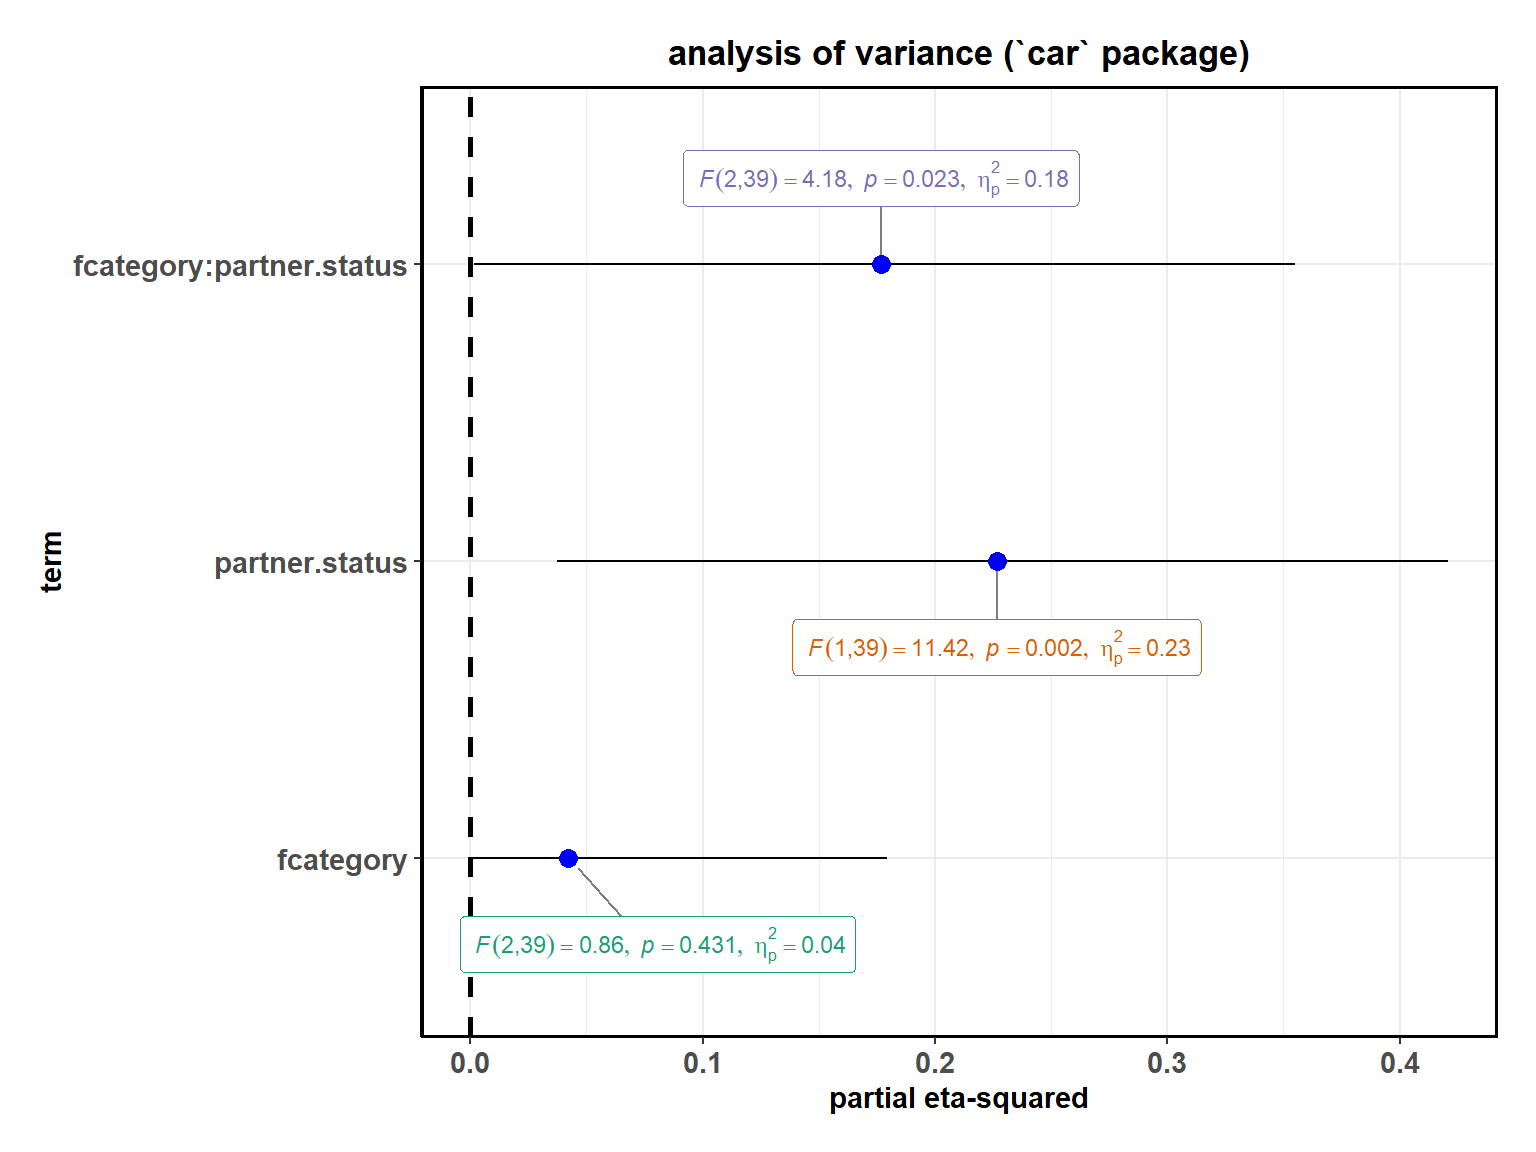 analysis of variance (`car` package)
F(2,39) = 4.18, p = 0.023, η²ₚ = 0.18
fcategory:partner.status
partner.status
F(1,39) = 11.42, p = 0.002, η²ₚ = 0.23
fcategory
F(2,39) = 0.86, p = 0.431, η²ₚ = 0.04
term
0.0 0.1 0.2 0.3 0.4
partial eta-squared